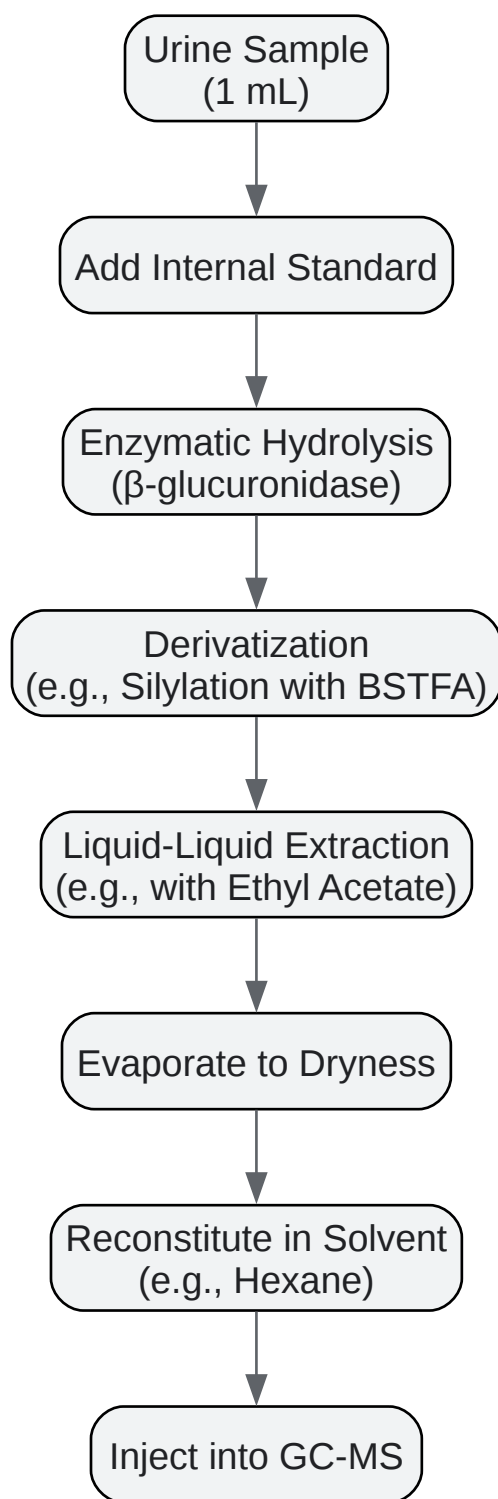 Urine Sample
(1 mL)
Add Internal Standard
Enzymatic Hydrolysis
(β-glucuronidase)
Derivatization
(e.g., Silylation with BSTFA)
Liquid-Liquid Extraction
(e.g., with Ethyl Acetate)
Evaporate to Dryness
Reconstitute in Solvent
(e.g., Hexane)
Inject into GC-MS